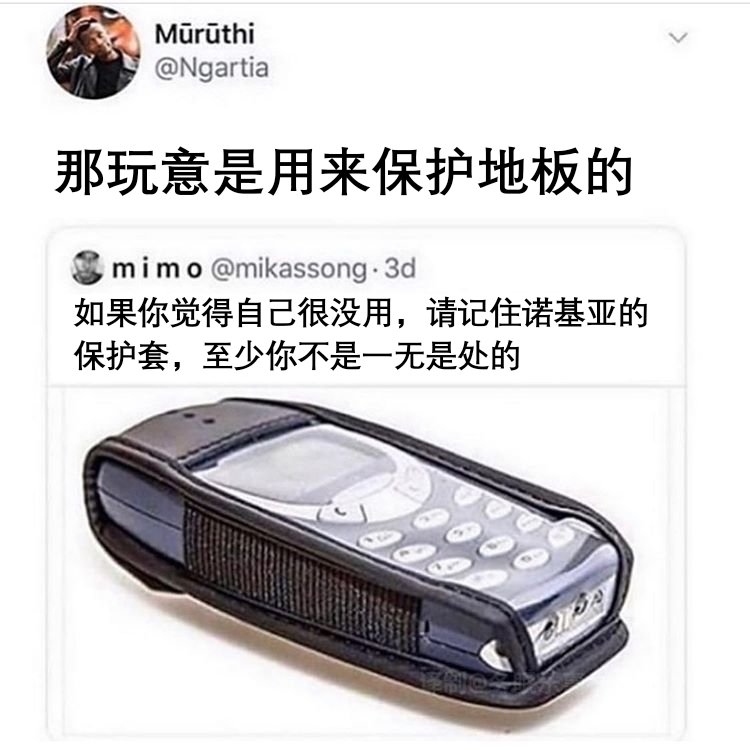 Mūrūthi
@Ngartia
那玩意是用来保护地板的
mimo @mikassong · 3d
如果你觉得自己很没用，请记住诺基亚的
保护套，至少你不是一无是处的